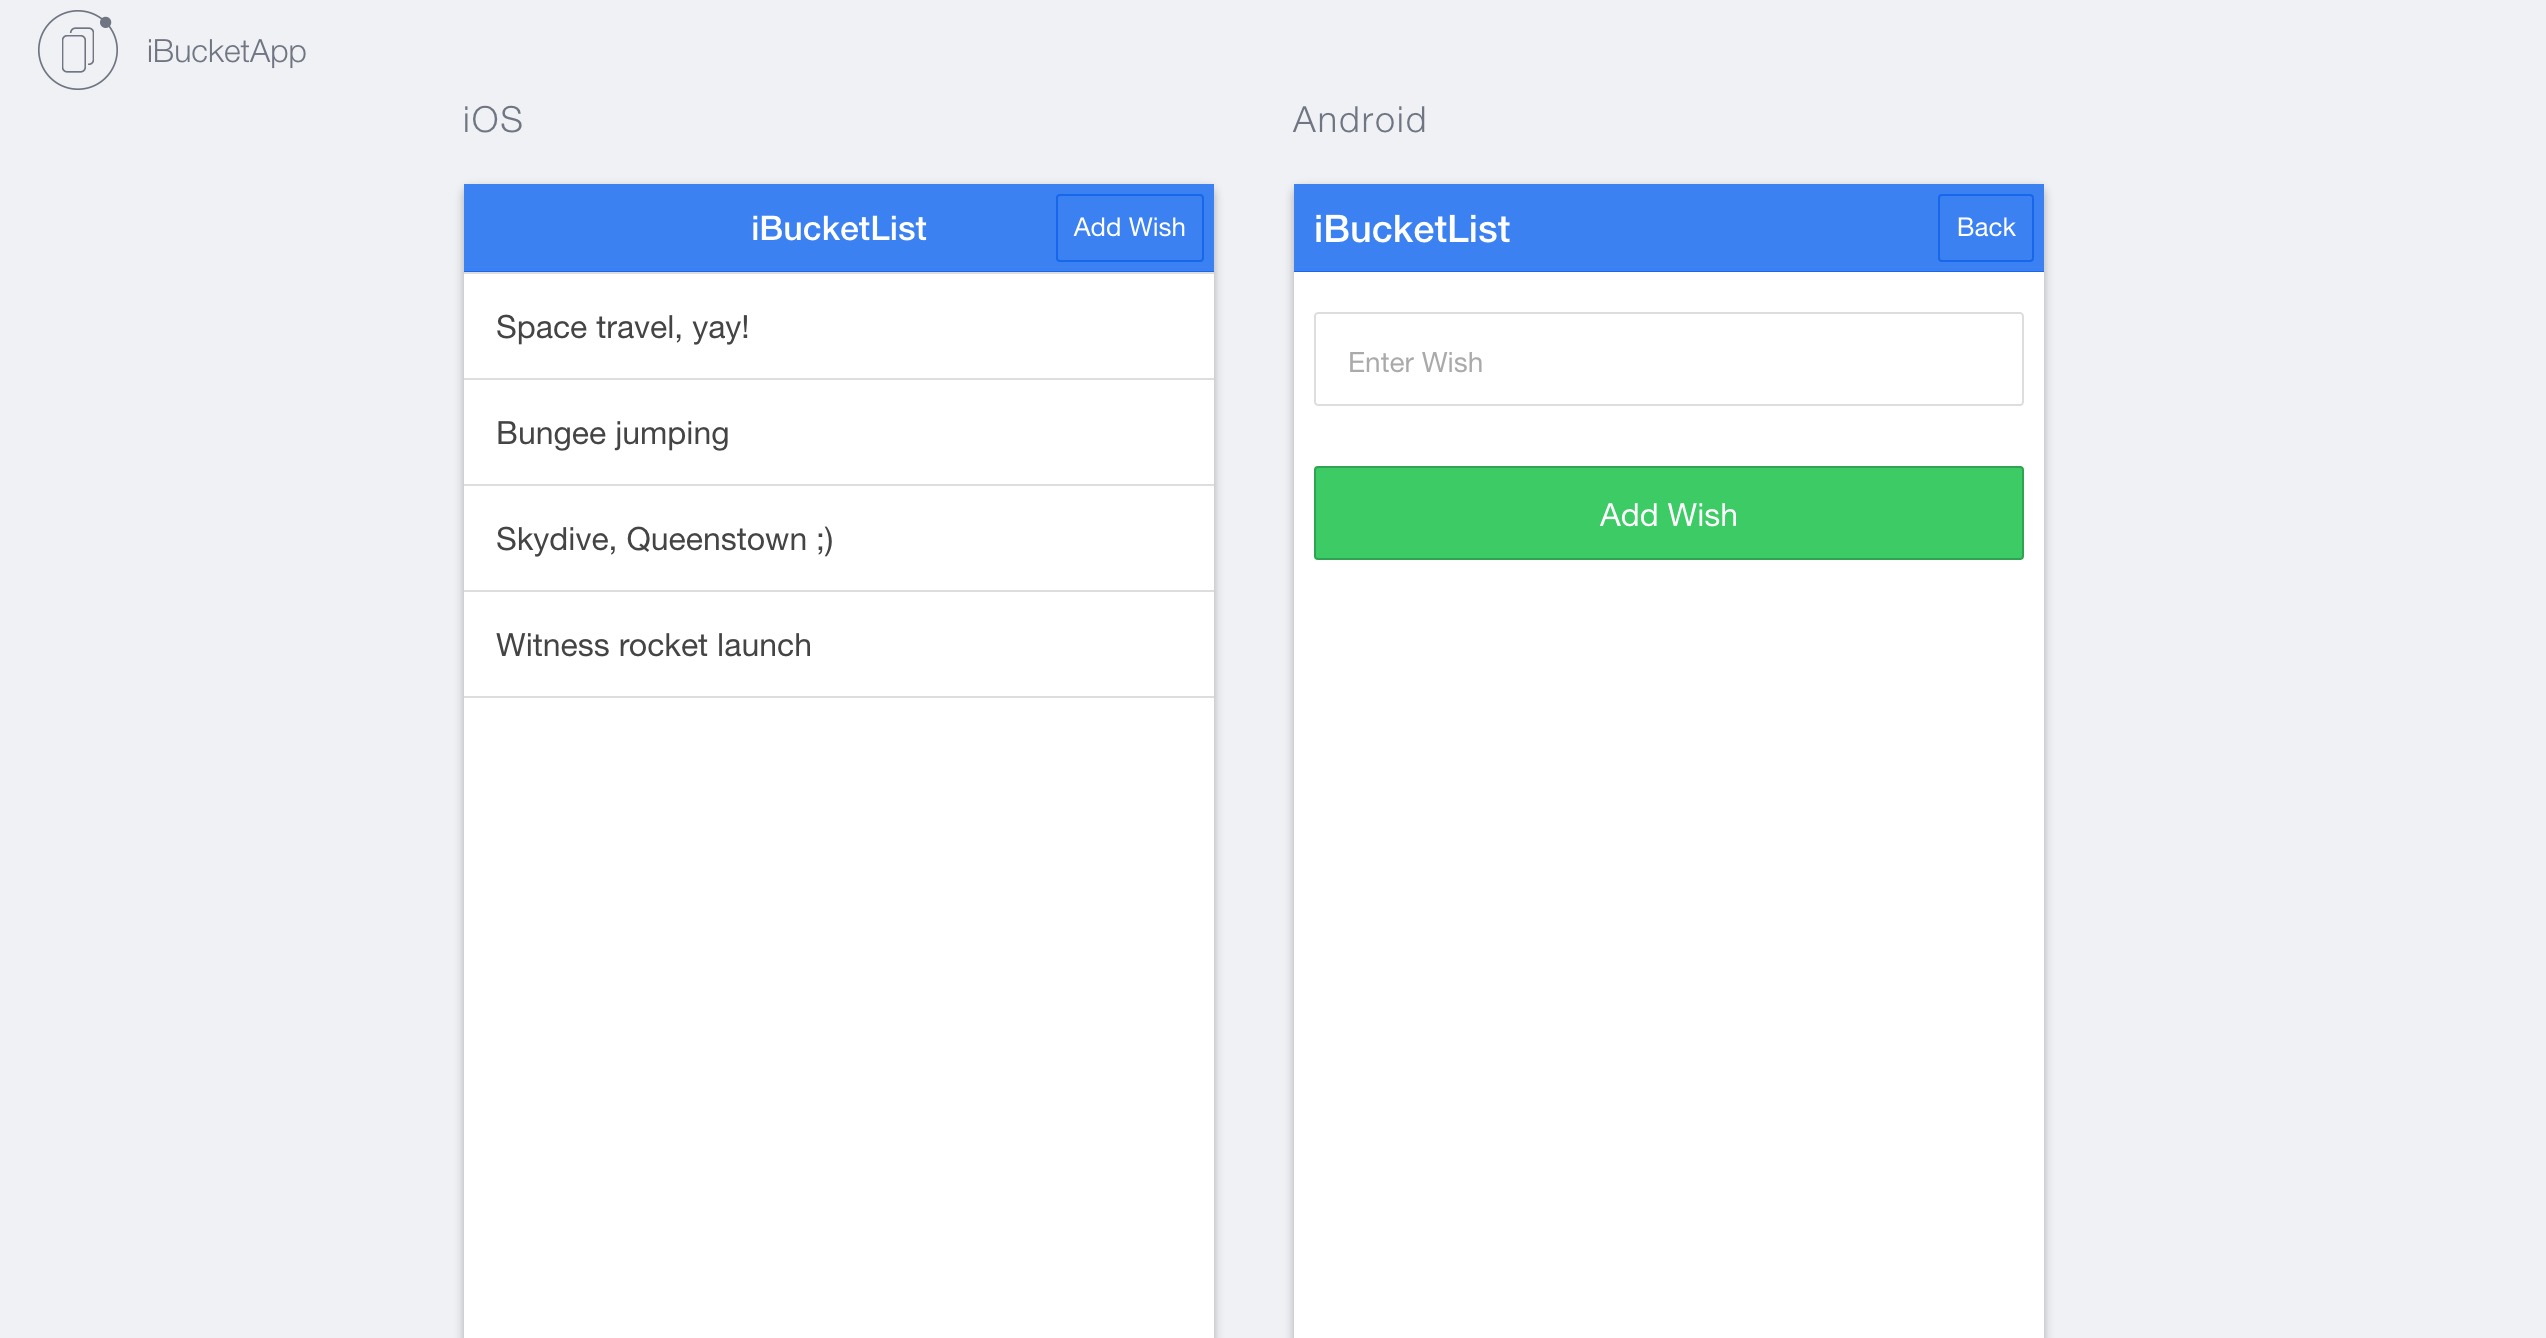 iBucketApp
iOS
iBucketList
Add Wish
Space travel, yay!
Bungee jumping
Skydive, Queenstown ;)
Witness rocket launch
Android
iBucketList
Back
Enter Wish
Add Wish